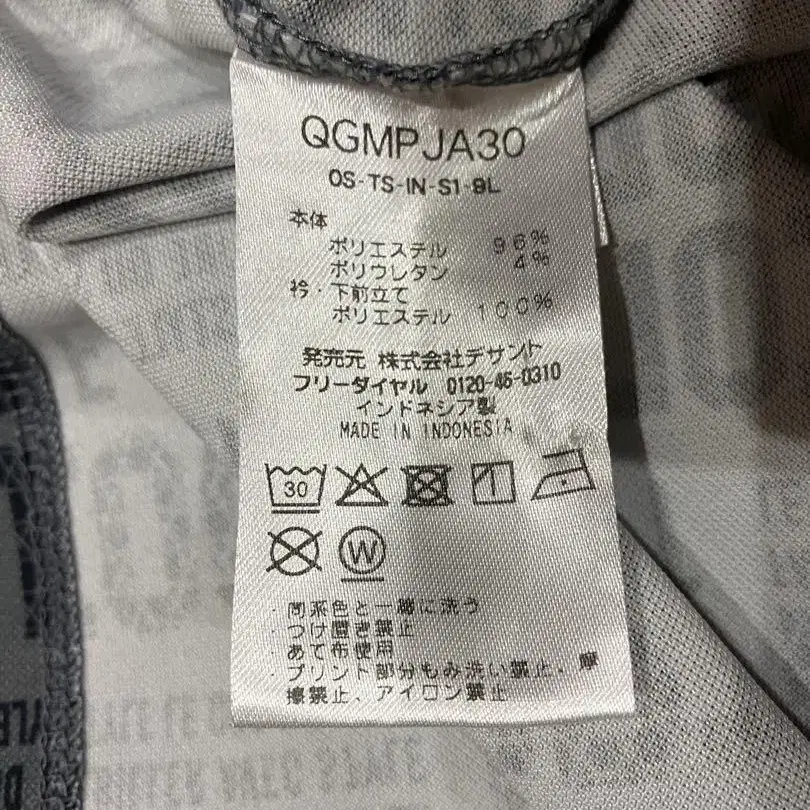 QGMPJA30
OS-TS-IN-S1-9L
本体
ポリエステル 96%
ポリウレタン 4%
衿・下前立て
ポリエステル 100%
発売元 株式会社デサント
フリーダイヤル 0120-46-0310
インドネシア製
MADE IN INDONESIA
30
W
・同系色と一緒に洗う
・つけ置き禁止
・あて布使用
・プリント部分もみ洗い禁止、摩
擦禁止、アイロン禁止